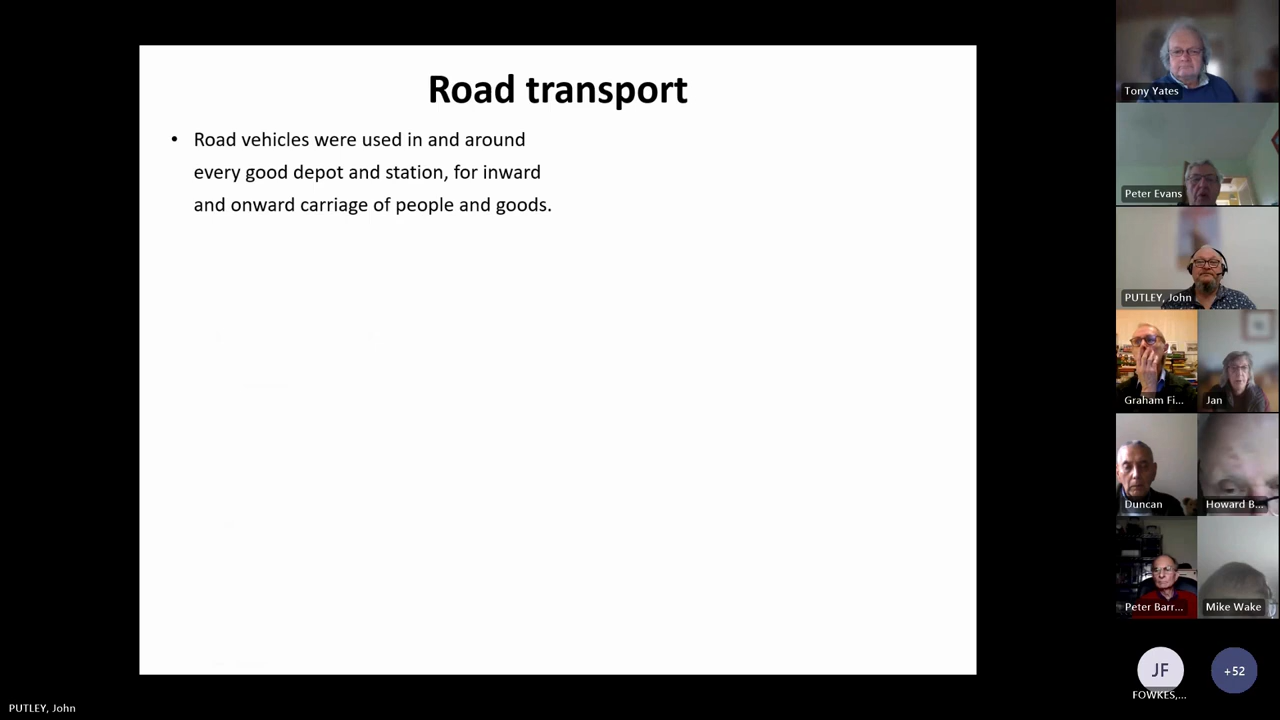 Road transport
• Road vehicles were used in and around
every good depot and station, for inward
and onward carriage of people and goods.
Tony Yates
Peter Evans
PUTLEY, John
Graham Fi...
Jan
Duncan
Howard B...
Peter Barr...
Mike Wake
JF
+52
FOWKES,...
PUTLEY, John